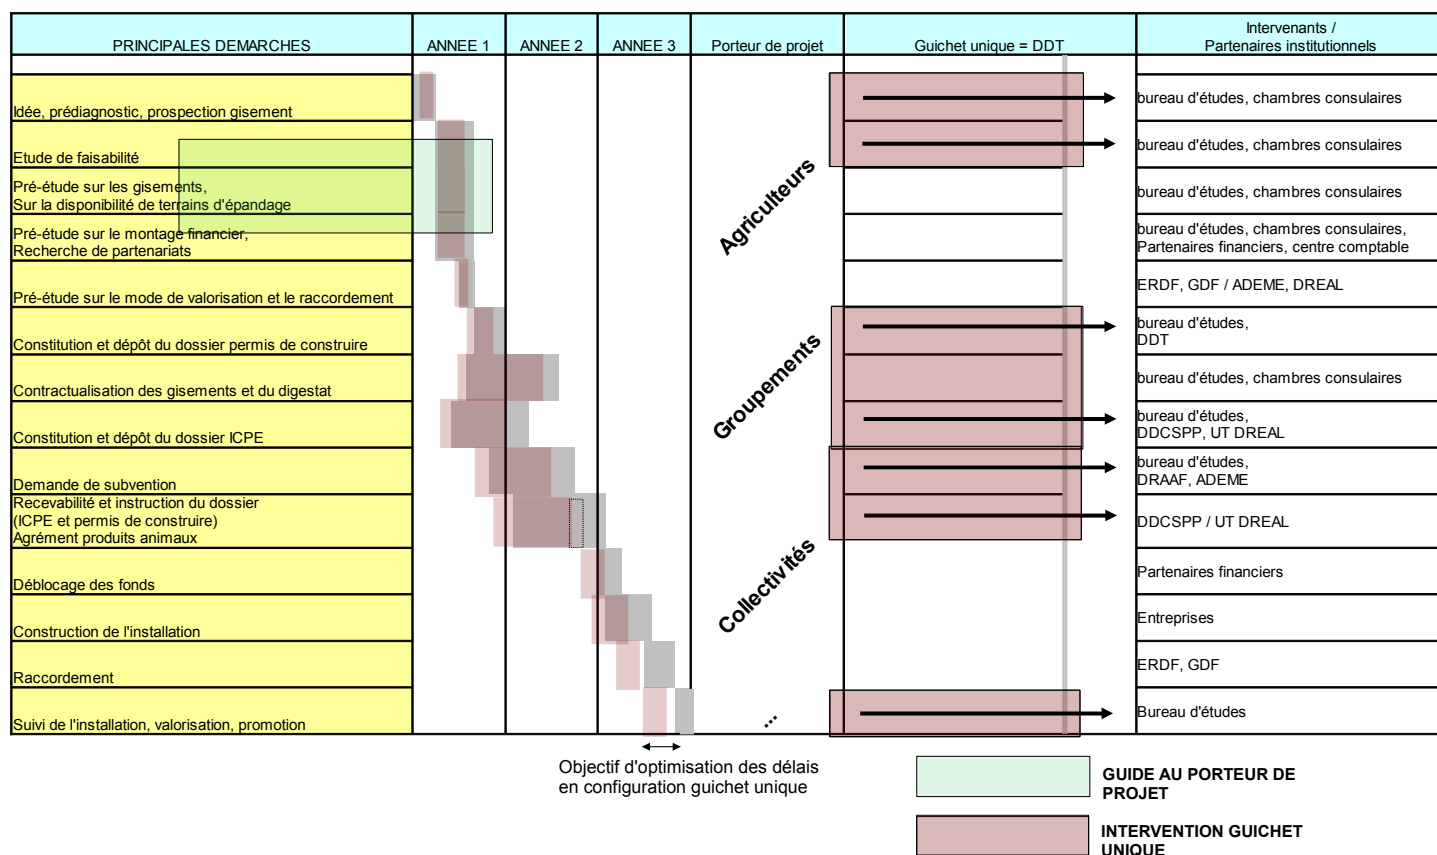 PRINCIPALES DEMARCHES
ANNEE 1
ANNEE 2
ANNEE 3
Porteur de projet
Guichet unique = DDT
Intervenants /
Partenaires institutionnels
Idée, prédiagnostic, prospection gisement
bureau d'études, chambres consulaires
Etude de faisabilité
bureau d'études, chambres consulaires
Pré-étude sur les gisements,
Sur la disponibilité de terrains d'épandage
bureau d'études, chambres consulaires
Pré-étude sur le montage financier,
Recherche de partenariats
bureau d'études, chambres consulaires,
Partenaires financiers, centre comptable
Pré-étude sur le mode de valorisation et le raccordement
ERDF, GDF / ADEME, DREAL
Constitution et dépôt du dossier permis de construire
bureau d'études,
DDT
Contractualisation des gisements et du digestat
bureau d'études, chambres consulaires
Constitution et dépôt du dossier ICPE
bureau d'études,
DDCSPP, UT DREAL
Demande de subvention
bureau d'études,
DRAAF, ADEME
Recevabilité et instruction du dossier
(ICPE et permis de construire)
Agrément produits animaux
DDCSPP / UT DREAL
Déblocage des fonds
Partenaires financiers
Construction de l'installation
Entreprises
Raccordement
ERDF, GDF
Suivi de l'installation, valorisation, promotion
Bureau d'études
Agriculteurs
Groupements
Collectivités
...
Objectif d'optimisation des délais
en configuration guichet unique
GUIDE AU PORTEUR DE
PROJET
INTERVENTION GUICHET
UNIQUE